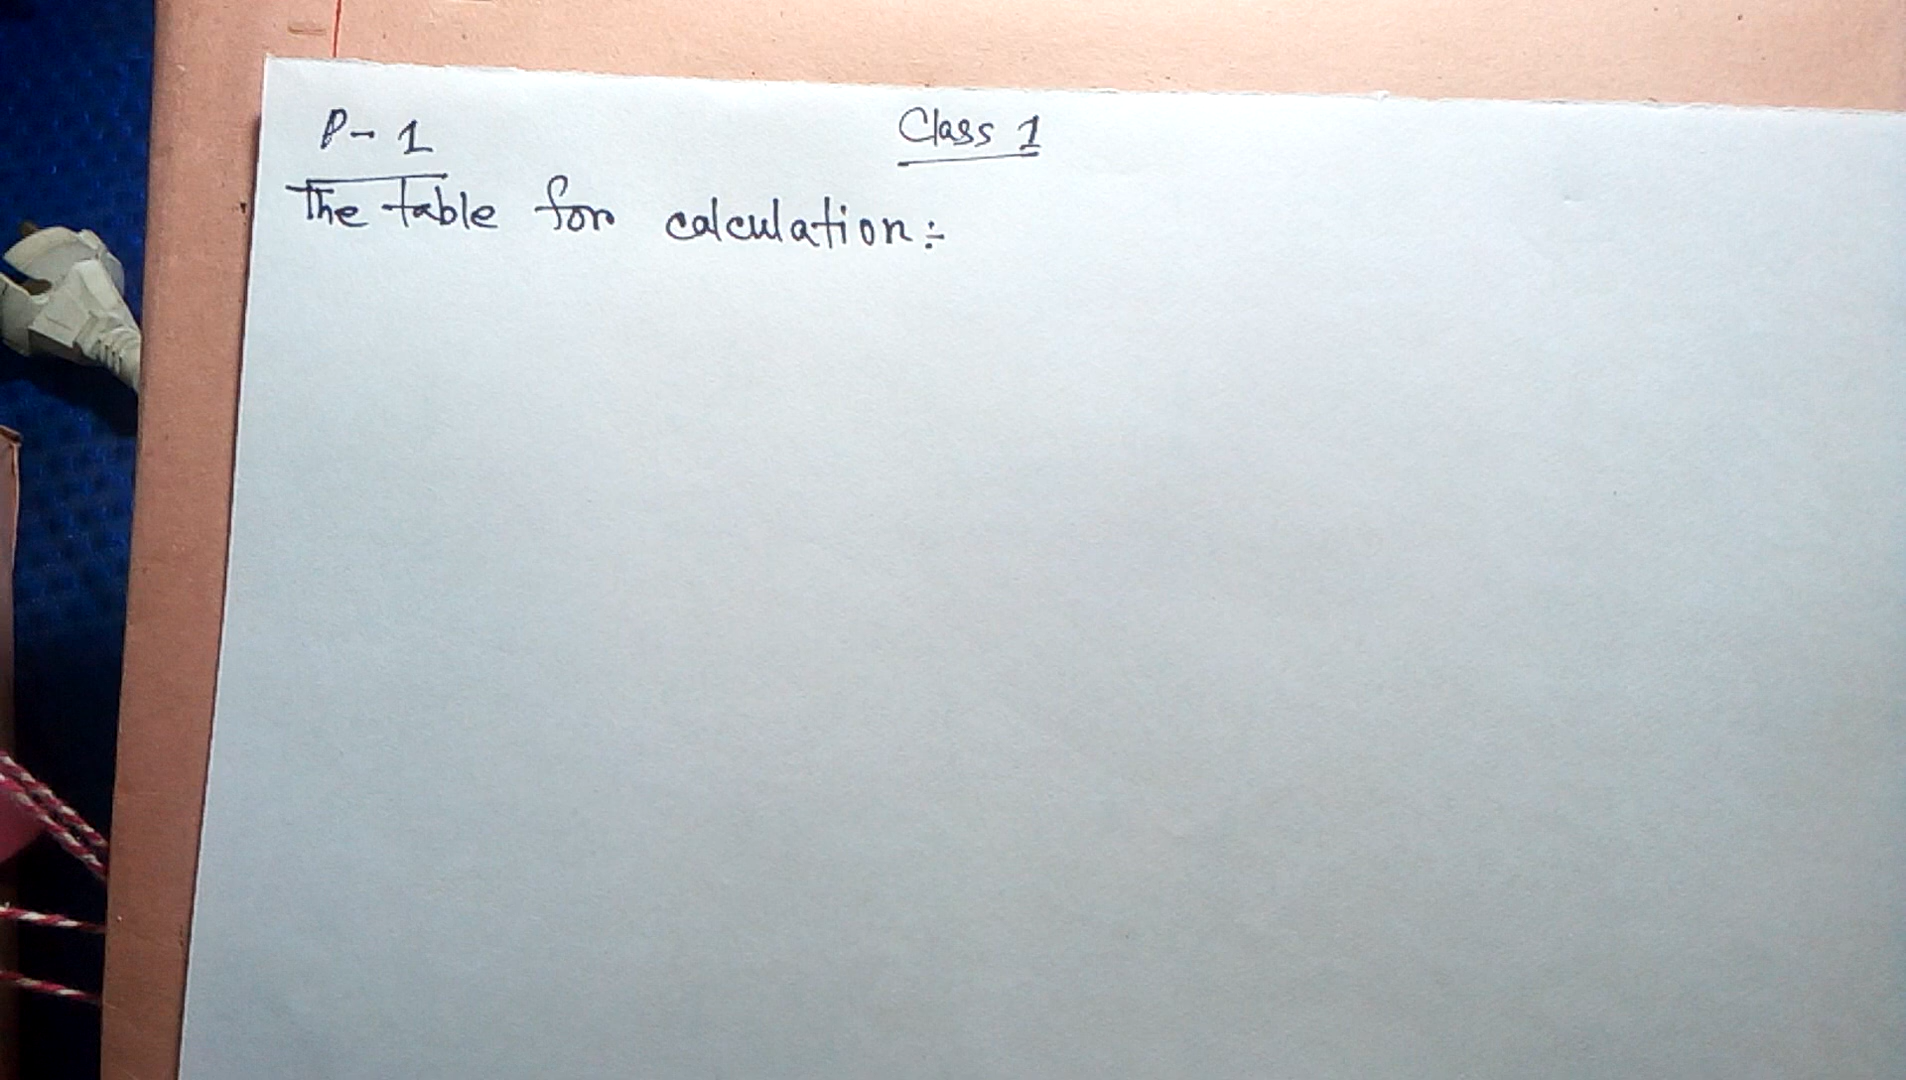 P-1 Class 1
The table for calculation:-